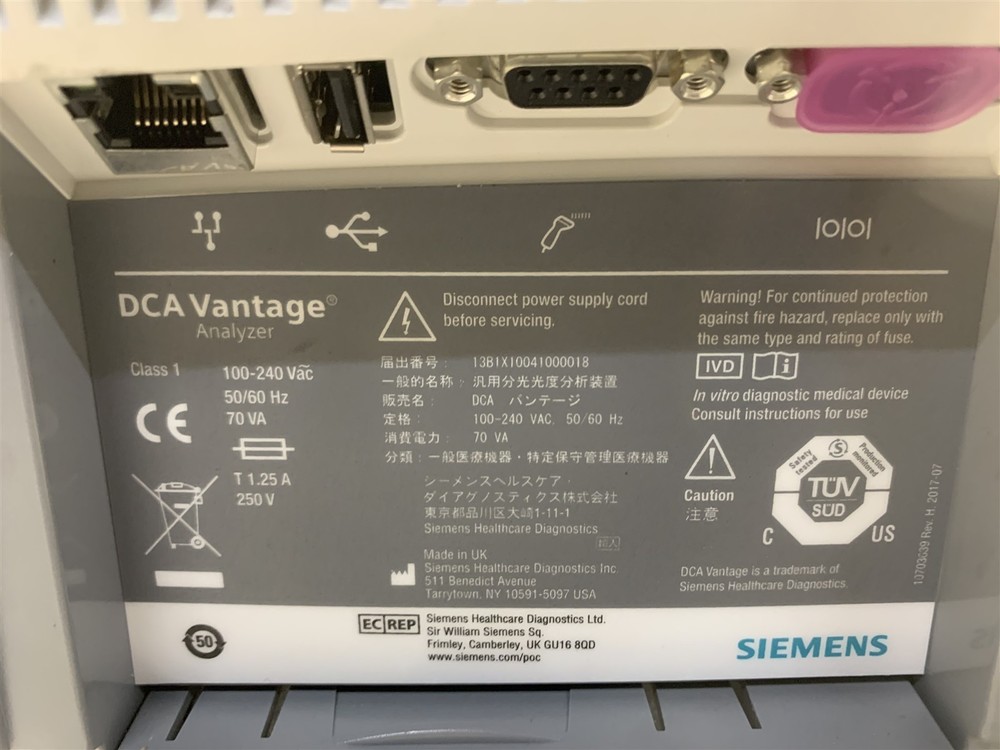 |O|O|
DCA Vantage®
Analyzer
Class 1
100-240 Vac
50/60 Hz
70 VA
CE
T 1.25 A
250 V
Disconnect power supply cord
before servicing.
届出番号： 13B1X10041000018
一般的名称： 汎用分光光度分析装置
販売名： DCA バンテージ
定格： 100-240 VAC, 50/60 Hz
消費電力： 70 VA
分類：一般医療機器・特定保守管理医療機器
シーメンスヘルスケア・
ダイアグノスティクス株式会社
東京都品川区大崎1-11-1
Siemens Healthcare Diagnostics
Made in UK
Siemens Healthcare Diagnostics Inc.
511 Benedict Avenue
Tarrytown, NY 10591-5097 USA
Warning! For continued protection
against fire hazard, replace only with
the same type and rating of fuse.
IVD
In vitro diagnostic medical device
Consult instructions for use
Caution
注意
Safety tested
Production monitored
TÜV
SÜD
C US
DCA Vantage is a trademark of
Siemens Healthcare Diagnostics.
10703639 Rev. H, 2017-07
50
EC REP
Siemens Healthcare Diagnostics Ltd.
Sir William Siemens Sq.
Frimley, Camberley, UK GU16 8QD
www.siemens.com/poc
SIEMENS